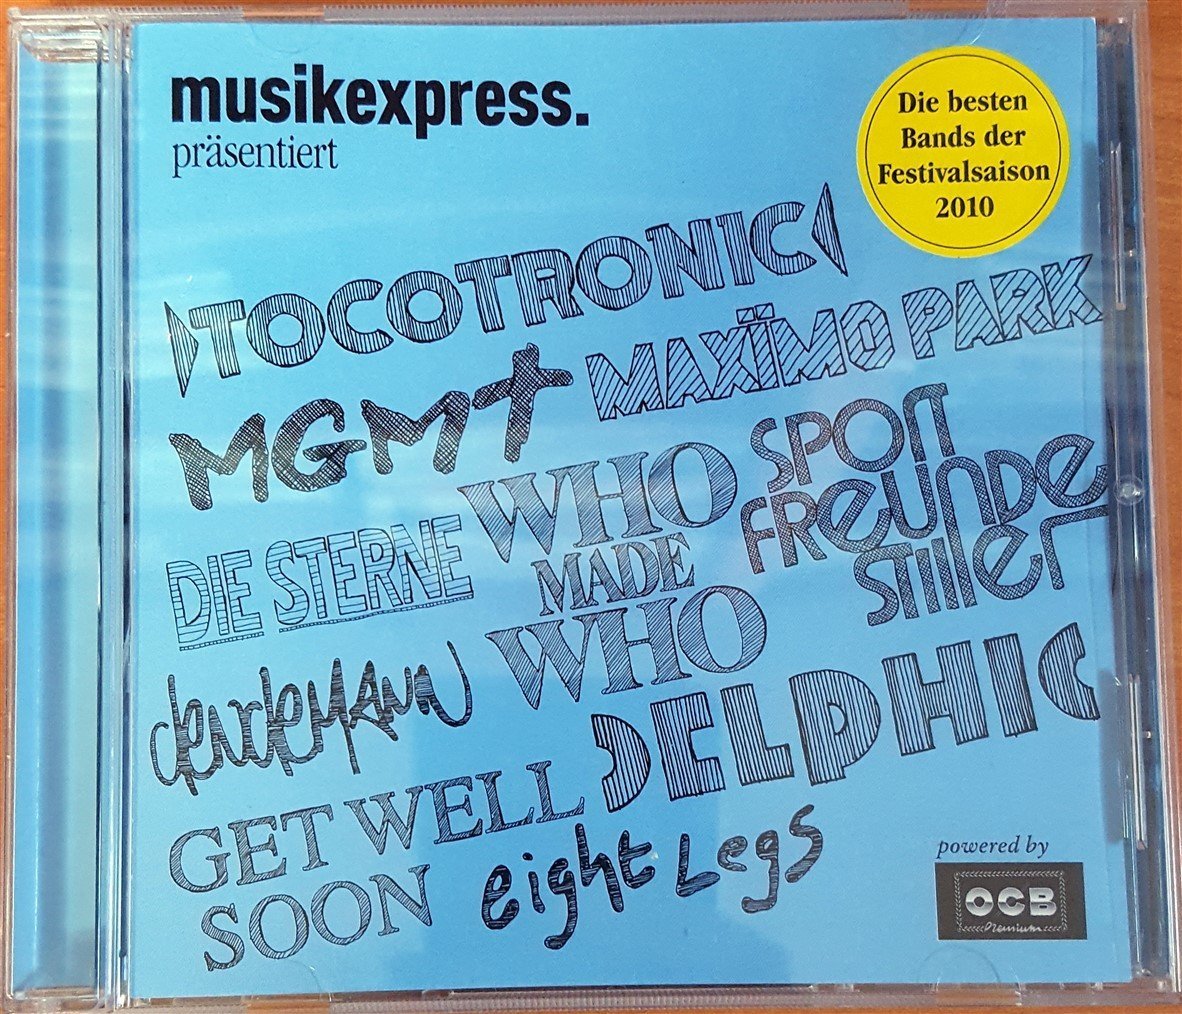 musikexpress.
präsentiert
Die besten
Bands der
Festivalsaison
2010
TOCOTRONIC
MGMT
MAXÏMO PARK
DIE STERNE
WHO
MADE
WHO
SPORT
FREUNDE
STILLER
dendeMANN
DELPHIC
GET WELL
SOON
eight Legs
powered by
OCB
Premium